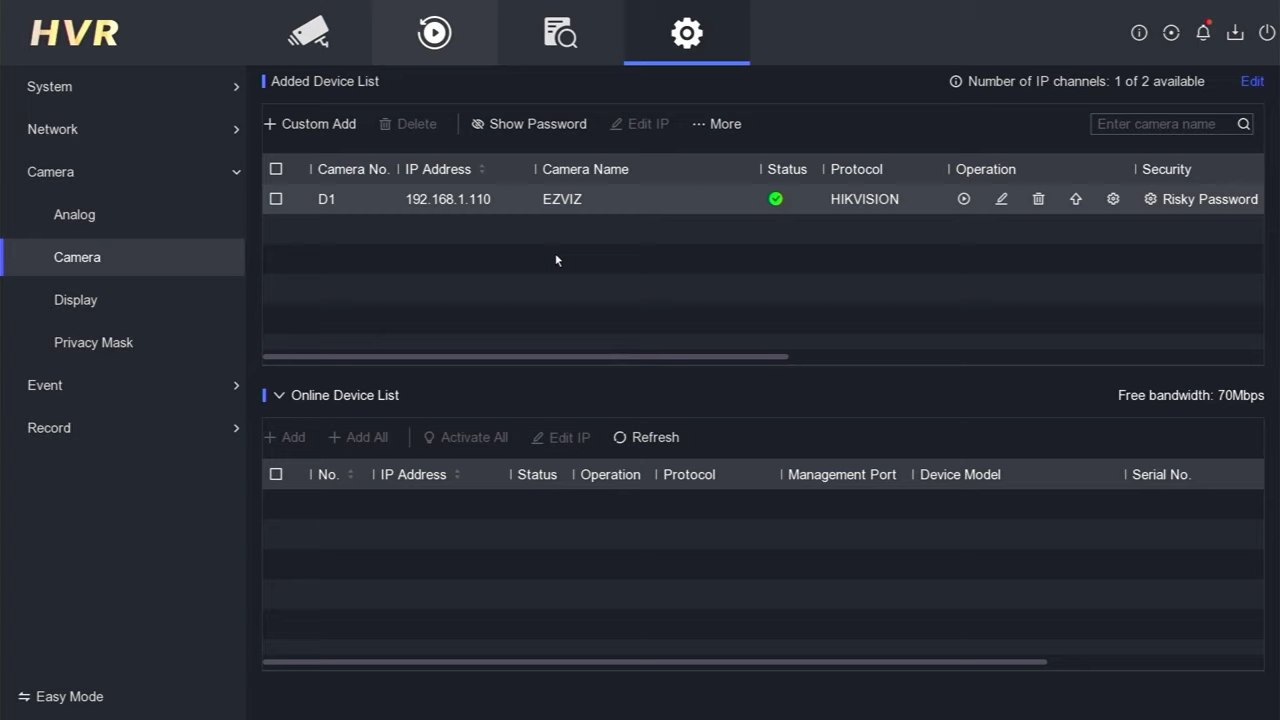 HVR
System
Network
Camera
Analog
Camera
Display
Privacy Mask
Event
Record
Easy Mode
Added Device List
Number of IP channels: 1 of 2 available
Edit
Custom Add
Delete
Show Password
Edit IP
More
Enter camera name
Camera No. IP Address Camera Name Status Protocol Operation Security
D1 192.168.1.110 EZVIZ HIKVISION Risky Password
Online Device List
Free bandwidth: 70Mbps
Add
Add All
Activate All
Edit IP
Refresh
No. IP Address Status Operation Protocol Management Port Device Model Serial No.